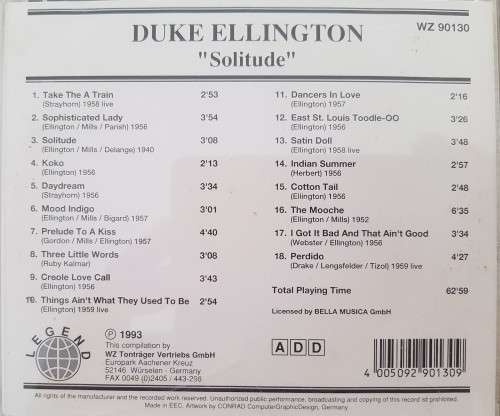 DUKE ELLINGTON
WZ 90130
"Solitude"
1. Take The A Train 2'53
(Strayhorn) 1958 live
2. Sophisticated Lady 3'54
(Ellington / Mills / Parish) 1956
3. Solitude 3'08
(Ellington / Mills / Delange) 1940
4. Koko 2'13
(Ellington) 1956
5. Daydream 3'34
(Strayhorn) 1956
6. Mood Indigo 3'01
(Ellington / Mills / Bigard) 1957
7. Prelude To A Kiss 4'40
(Gordon / Mills / Ellington) 1957
8. Three Little Words 3'08
(Ruby Kalmar)
9. Creole Love Call 3'43
(Ellington) 1956
10. Things Ain't What They Used To Be 2'54
(Ellington) 1959 live
11. Dancers In Love 2'16
(Ellington) 1957
12. East St. Louis Toodle-OO 3'26
(Ellington) 1956
13. Satin Doll 3'48
(Ellington) 1958 live
14. Indian Summer 2'57
(Herbert) 1956
15. Cotton Tail 2'48
(Ellington) 1956
16. The Mooche 6'35
(Ellington / Mills) 1952
17. I Got It Bad And That Ain't Good 3'34
(Webster / Ellington) 1956
18. Perdido 4'27
(Drake / Lengsfelder / Tizol) 1959 live
Total Playing Time 62'59
Licensed by BELLA MUSICA GmbH
LEGEND
Ⓟ 1993
This compilation by
WZ Tonträger Vertriebs GmbH
Europark Aachener Kreuz
52146 Würselen - Germany
FAX 0049 (0)2405 / 443-256
A D D
4 005092 901309
All rights of the manufacturer and the recorded work reserved. Unauthorized public performance, broadcasting and copying of this record ist prohibited.
Made in EEC. Artwork by CONRAD ComputerGraphicDesign, Germany